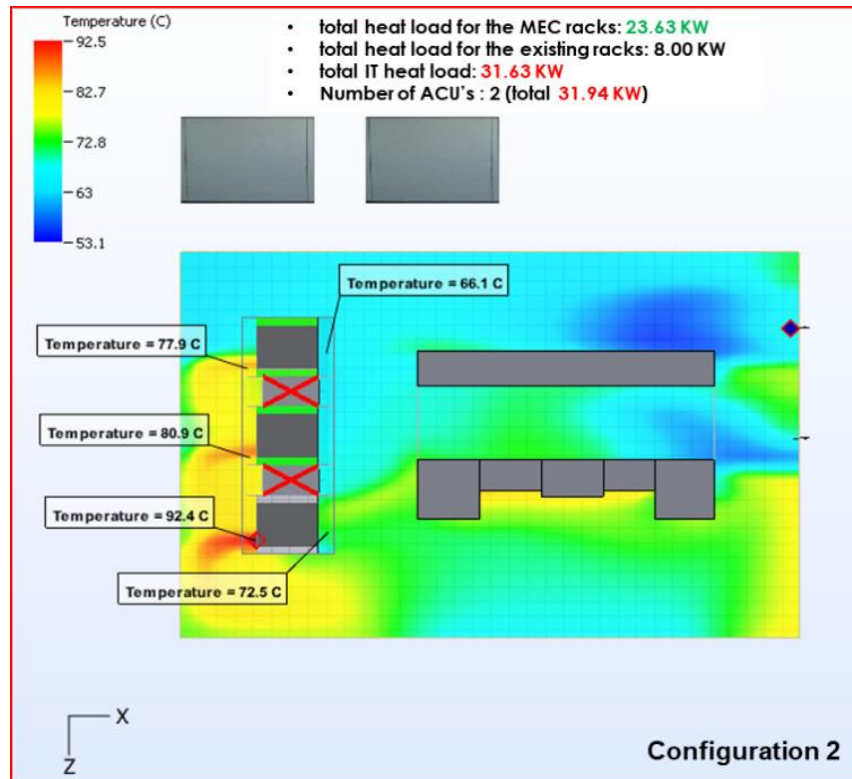 Temperature (C)
92.5
82.7
72.8
63
53.1
• total heat load for the MEC racks: 23.63 KW
• total heat load for the existing racks: 8.00 KW
• total IT heat load: 31.63 KW
• Number of ACU's : 2 (total 31.94 KW)
Temperature = 66.1 C
Temperature = 77.9 C
Temperature = 80.9 C
Temperature = 92.4 C
Temperature = 72.5 C
X
Z
Configuration 2